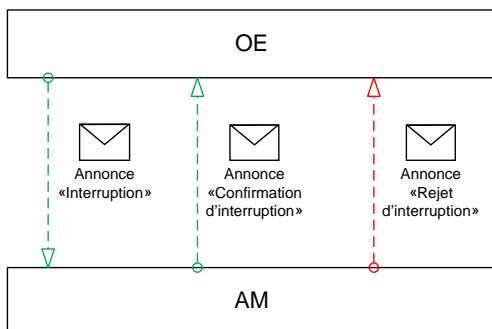 OE
Annonce
«Interruption»
Annonce
«Confirmation
d'interruption»
Annonce
«Rejet
d'interruption»
AM